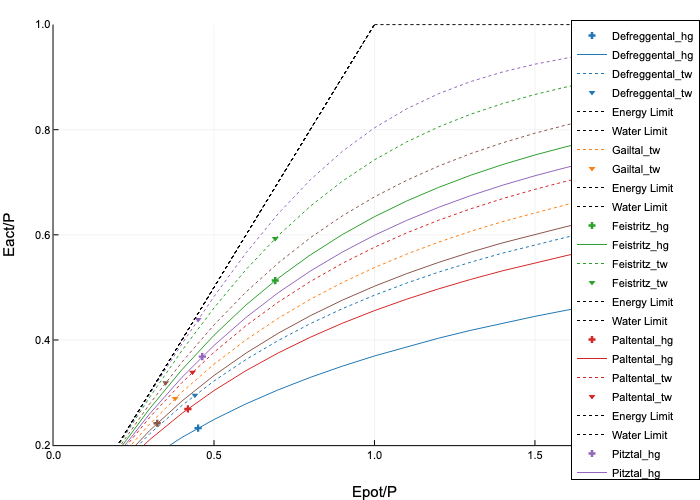 1.0
0.8
0.6
0.4
0.2
0.0
0.5
1.0
1.5
Eact/P
Epot/P
Defreggental_hg
Defreggental_hg
Defreggental_tw
Defreggental_tw
Energy Limit
Water Limit
Gailtal_tw
Gailtal_tw
Energy Limit
Water Limit
Feistritz_hg
Feistritz_hg
Feistritz_tw
Feistritz_tw
Energy Limit
Water Limit
Paltental_hg
Paltental_hg
Paltental_tw
Paltental_tw
Energy Limit
Water Limit
Pitztal_hg
Pitztal_hg